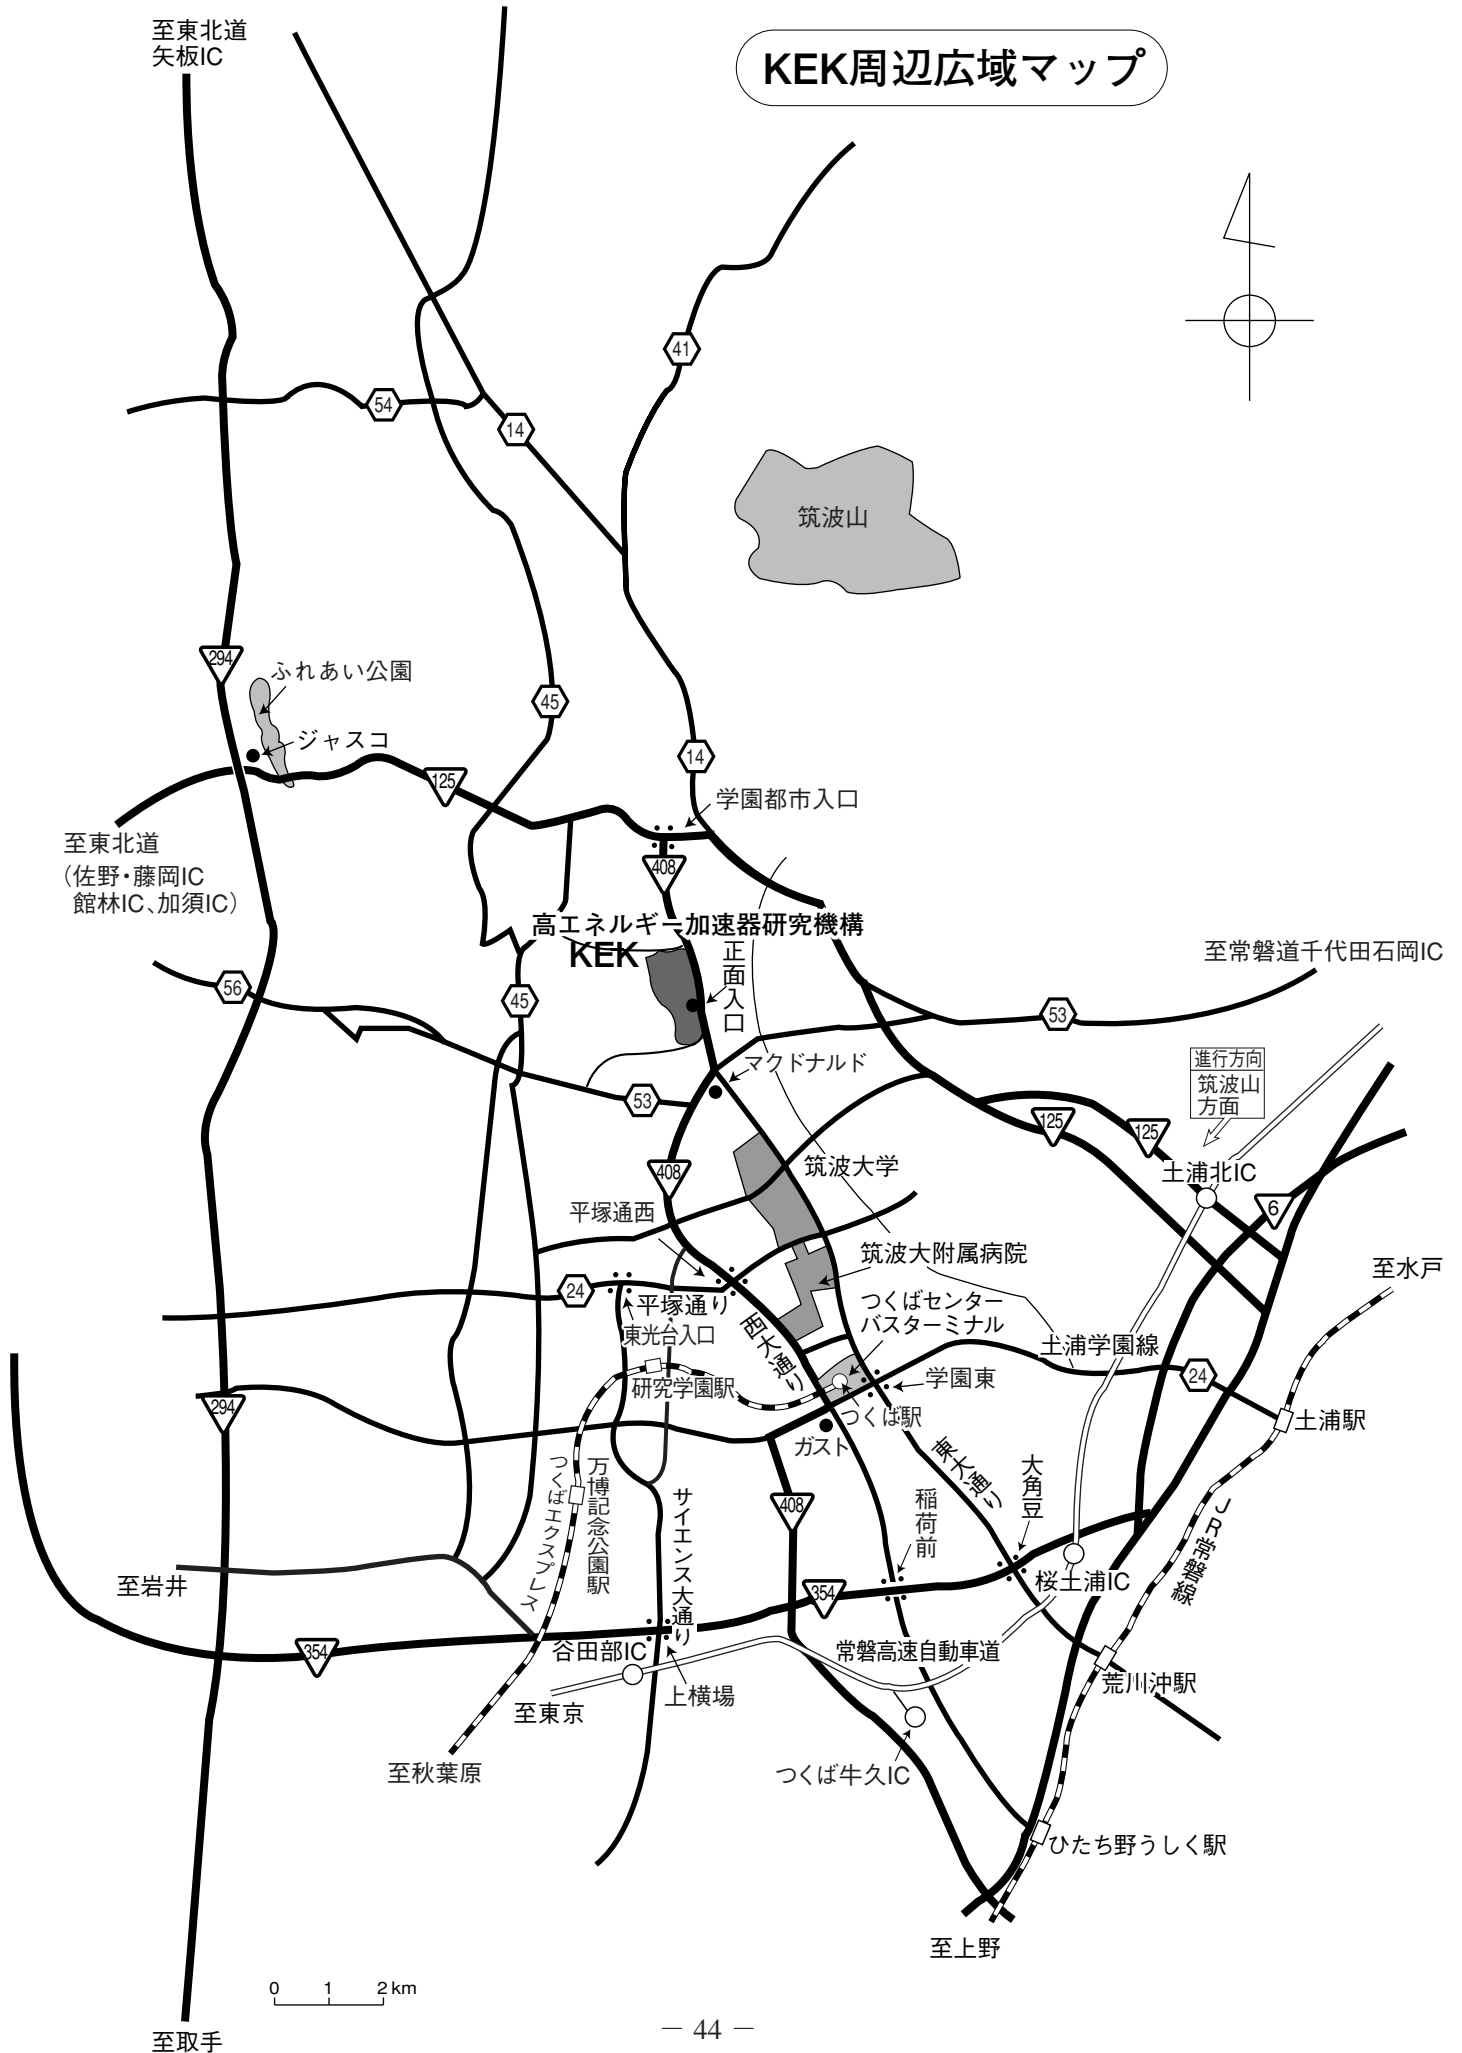 至東北道
矢板IC
KEK周辺広域マップ
41
54
14
筑波山
294
ふれあい公園
45
ジャスコ
14
125
学園都市入口
至東北道
（佐野・藤岡IC
館林IC、加須IC）
408
高エネルギー加速器研究機構
KEK
正面入口
至常磐道千代田石岡IC
56
45
53
進行方向
筑波山
方面
マクドナルド
53
125
125
筑波大学
土浦北IC
408
6
平塚通西
筑波大附属病院
至水戸
24
平塚通り
つくばセンター
バスターミナル
東光台入口
西大通り
土浦学園線
研究学園駅
学園東
24
294
つくば駅
土浦駅
ガスト
東大通り
大角豆
つくばエクスプレス
万博記念公園駅
サイエンス大通り
408
稲荷前
JR常磐線
至岩井
354
桜土浦IC
354
谷田部IC
常磐高速自動車道
荒川沖駅
至東京
上横場
至秋葉原
つくば牛久IC
ひたち野うしく駅
至上野
0 1 2 km
― 44 ―
至取手